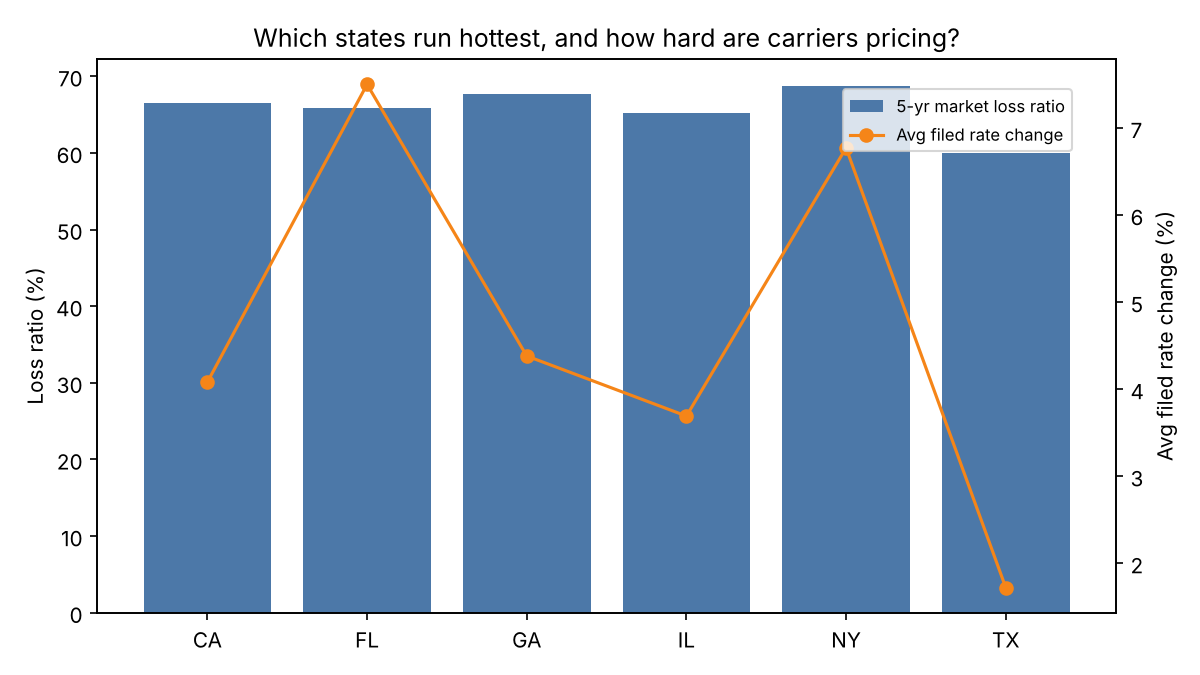 Which states run hottest, and how hard are carriers pricing?
5-yr market loss ratio
Avg filed rate change
Loss ratio (%)
70
60
50
40
30
20
10
0
Avg filed rate change (%)
7
6
5
4
3
2
CA
FL
GA
IL
NY
TX